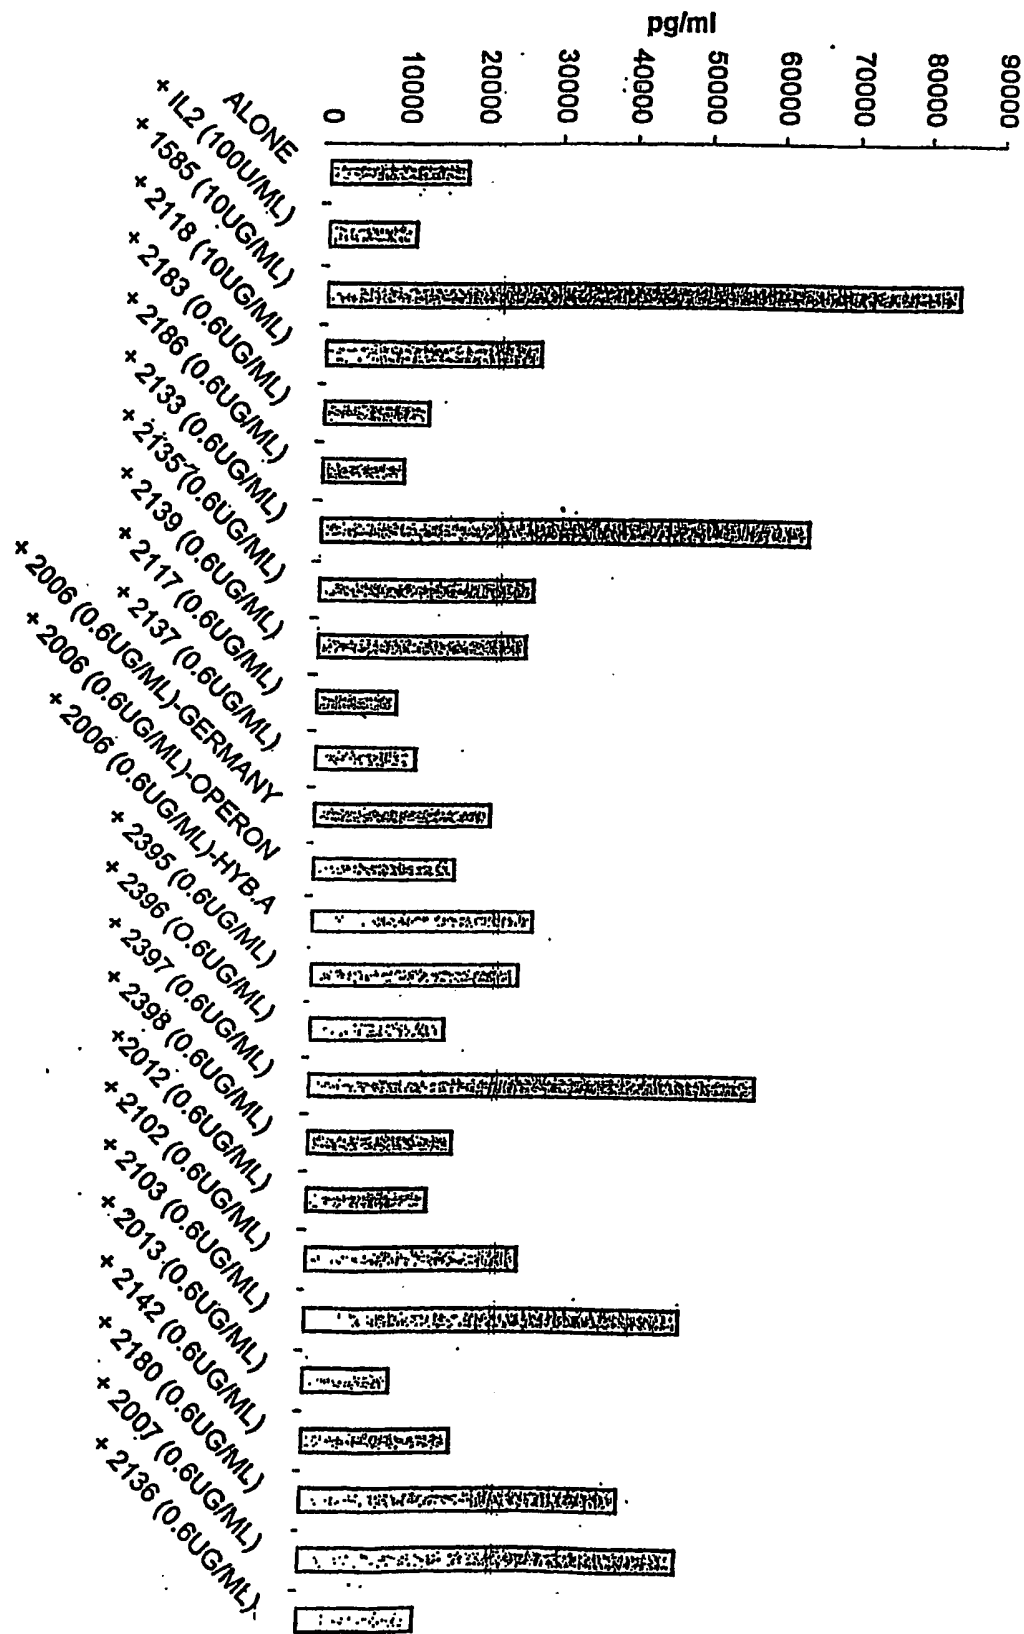 pg/ml
90000
80000
70000
60000
50000
40000
30000
20000
10000
0
ALONE
+ IL2 (100U/ML)
+ 1585 (10UG/ML)
+ 2118 (10UG/ML)
+ 2183 (0.6UG/ML)
+ 2186 (0.6UG/ML)
+ 2133 (0.6UG/ML)
+ 2135 (0.6UG/ML)
+ 2139 (0.6UG/ML)
+ 2117 (0.6UG/ML)
+ 2137 (0.6UG/ML)
+ 2006 (0.6UG/ML)-GERMANY
+ 2006 (0.6UG/ML)-OPERON
+ 2006 (0.6UG/ML)-HYB.A
+ 2395 (0.6UG/ML)
+ 2396 (O.6UG/ML)
+ 2397 (0.6UG/ML)
+ 2398 (0.6UG/ML)
+2012 (0.6UG/ML)
+ 2102 (0.6UG/ML)
+ 2103 (0.6UG/ML)
+ 2013 (0.6UG/ML)
+ 2142 (0.6UG/ML)
+ 2180 (0.6UG/ML)
+ 2007 (0.6UG/ML)
+ 2136 (0.6UG/ML)